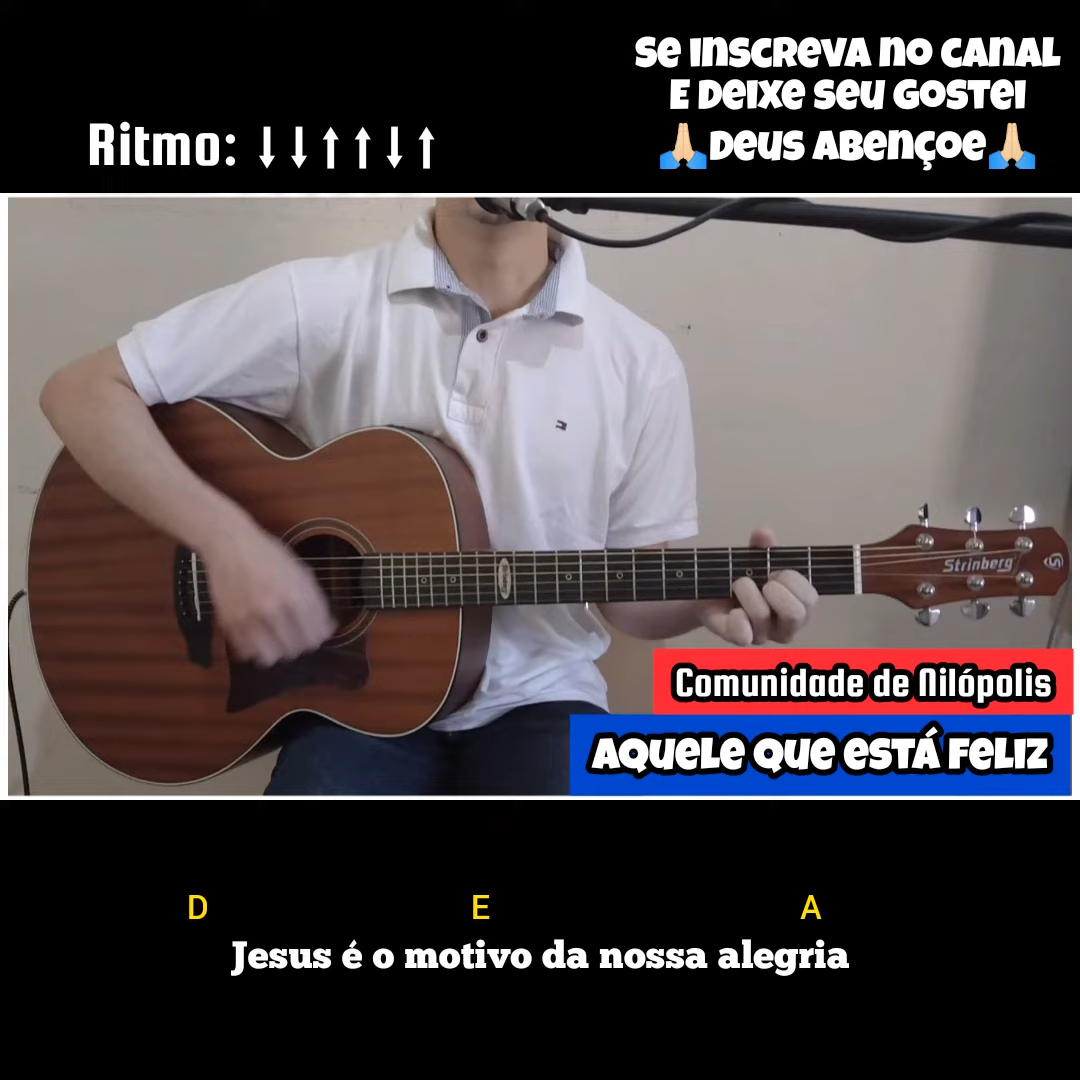 Se inscreva no canal
E deixe seu gostei
🙏🏻Deus abençoe🙏🏻
Ritmo: ↓↓↑↑↓↑
Strinberg
Comunidade de Nilópolis
Aquele que está feliz
D E A
Jesus é o motivo da nossa alegria